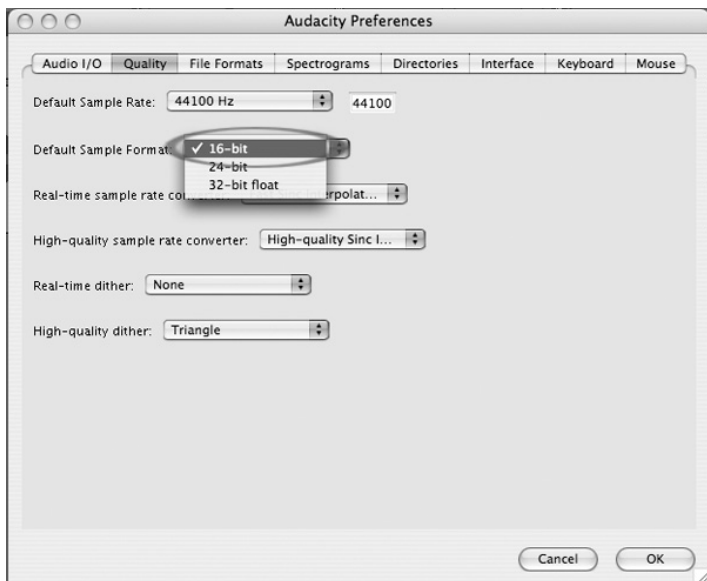 Audacity Preferences
Audio I/O Quality File Formats Spectrograms Directories Interface Keyboard Mouse
Default Sample Rate: 44100 Hz 44100
Default Sample Format: 16-bit
24-bit
32-bit float
Real-time sample rate
High-quality sample rate converter: High-quality Sinc I...
Real-time dither: None
High-quality dither: Triangle
Cancel OK